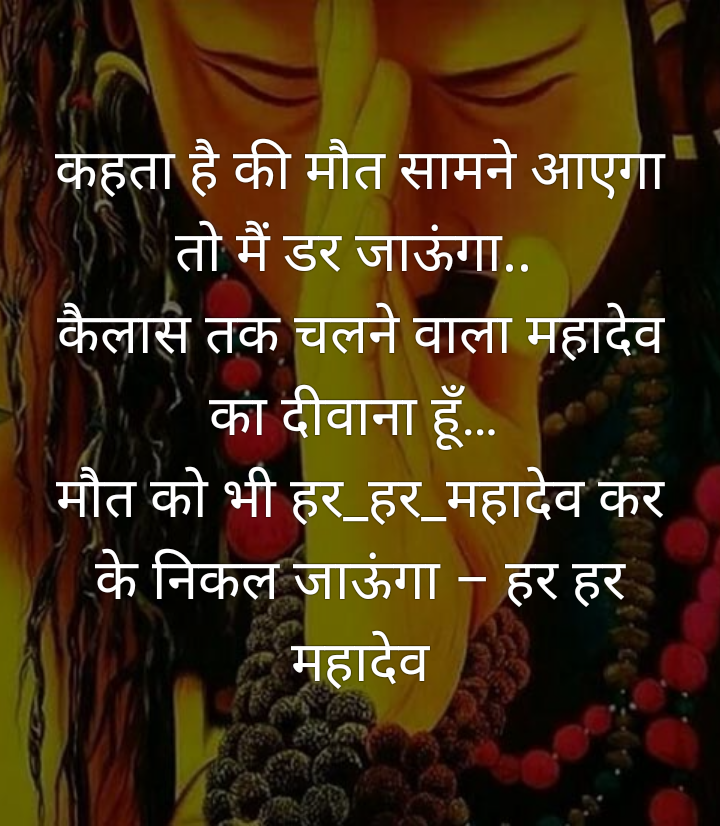 कहता है की मौत सामने आएगा
तो मैं डर जाऊंगा..
कैलास तक चलने वाला महादेव
का दीवाना हूँ...
मौत को भी हर_हर_महादेव कर
के निकल जाऊंगा – हर हर
महादेव